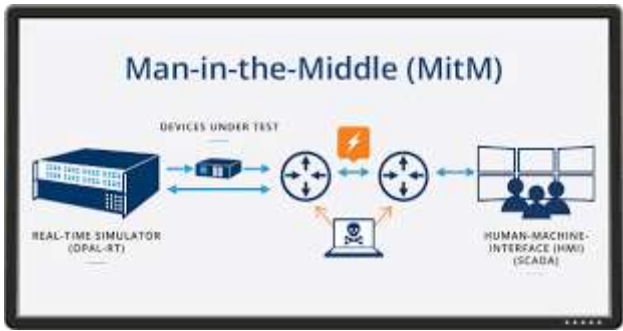 Man-in-the-Middle (MitM)
DEVICES UNDER TEST
REAL-TIME SIMULATOR
(OPAL-RT)
HUMAN-MACHINE-
INTERFACE (HMI)
(SCADA)